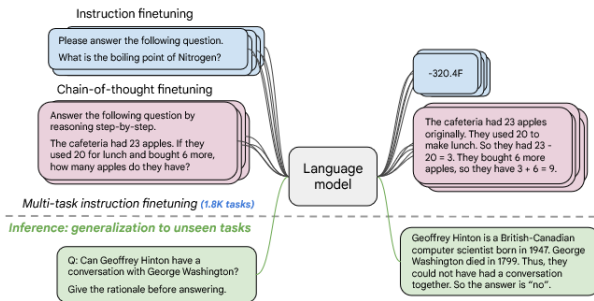 Instruction finetuning
Please answer the following question.
What is the boiling point of Nitrogen?
-320.4F
Chain-of-thought finetuning
Answer the following question by
reasoning step-by-step.
The cafeteria had 23 apples. If they
used 20 for lunch and bought 6 more,
how many apples do they have?
Language
model
The cafeteria had 23 apples
originally. They used 20 to
make lunch. So they had 23 -
20 = 3. They bought 6 more
apples, so they have 3 + 6 = 9.
Multi-task instruction finetuning (1.8K tasks)
Inference: generalization to unseen tasks
Q: Can Geoffrey Hinton have a
conversation with George Washington?
Give the rationale before answering.
Geoffrey Hinton is a British-Canadian
computer scientist born in 1947. George
Washington died in 1799. Thus, they
could not have had a conversation
together. So the answer is “no”.